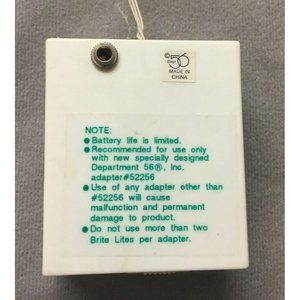 © Dept 56
MADE IN
CHINA
NOTE:
● Battery life is limited.
● Recommended for use only
with new specially designed
Department 56®, Inc.
adapter#52256
● Use of any adapter other than
#52256 will cause
malfunction and permanent
damage to product.
● Do not use more than two
Brite Lites per adapter.